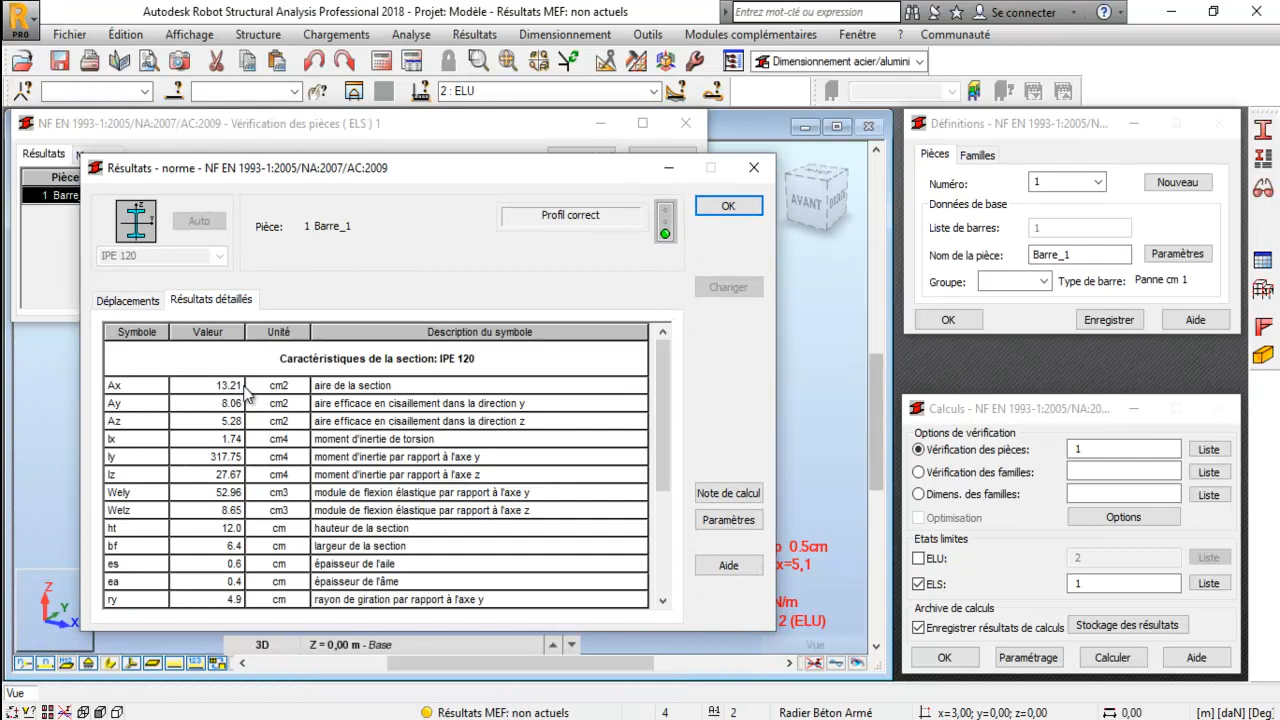 Autodesk Robot Structural Analysis Professional 2018 - Projet: Modèle - Résultats MEF: non actuels
Entrez mot-clé ou expression
Se connecter
PRO
Fichier Édition Affichage Structure Chargements Analyse Résultats Dimensionnement Outils Modules complémentaires Fenêtre ? Communauté
Dimensionnement acier/alumini
2 : ELU
NF EN 1993-1:2005/NA:2007/AC:2009 - Vérification des pièces ( ELS ) 1
Résultats
Pièce
1 Barre_
Résultats - norme - NF EN 1993-1:2005/NA:2007/AC:2009
Auto
IPE 120
Pièce: 1 Barre_1
Profil correct
OK
Changer
Déplacements Résultats détaillés
Symbole Valeur Unité Description du symbole
Caractéristiques de la section: IPE 120
Ax 13.21 cm2 aire de la section
Ay 8.06 cm2 aire efficace en cisaillement dans la direction y
Az 5.28 cm2 aire efficace en cisaillement dans la direction z
Ix 1.74 cm4 moment d'inertie de torsion
Iy 317.75 cm4 moment d'inertie par rapport à l'axe y
Iz 27.67 cm4 moment d'inertie par rapport à l'axe z
Wely 52.96 cm3 module de flexion élastique par rapport à l'axe y
Welz 8.65 cm3 module de flexion élastique par rapport à l'axe z
ht 12.0 cm hauteur de la section
bf 6.4 cm largeur de la section
es 0.6 cm épaisseur de l'aile
ea 0.4 cm épaisseur de l'âme
ry 4.9 cm rayon de giration par rapport à l'axe y
Note de calcul
Paramètres
Aide
AVANT
0.5cm
x=5,1
N/m
2 (ELU)
Z
Y
X
3D Z = 0,00 m - Base
Vue
Définitions - NF EN 1993-1:2005/N...
Pièces Familles
Numéro: 1 Nouveau
Données de base
Liste de barres: 1
Nom de la pièce: Barre_1 Paramètres
Groupe: Type de barre: Panne cm 1
OK Enregistrer Aide
Calculs - NF EN 1993-1:2005/NA:20...
Options de vérification
Vérification des pièces: 1 Liste
Vérification des familles: Liste
Dimens. des familles: Liste
Optimisation Options
Etats limites
ELU: 2 Liste
ELS: 1 Liste
Archive de calculs
Enregistrer résultats de calculs Stockage des résultats
OK Paramétrage Calculer Aide
Vue
Résultats MEF: non actuels 4 2 Radier Béton Armé x=3,00; y=0,00; z=0,00 0,00 [m] [daN] [Deg]